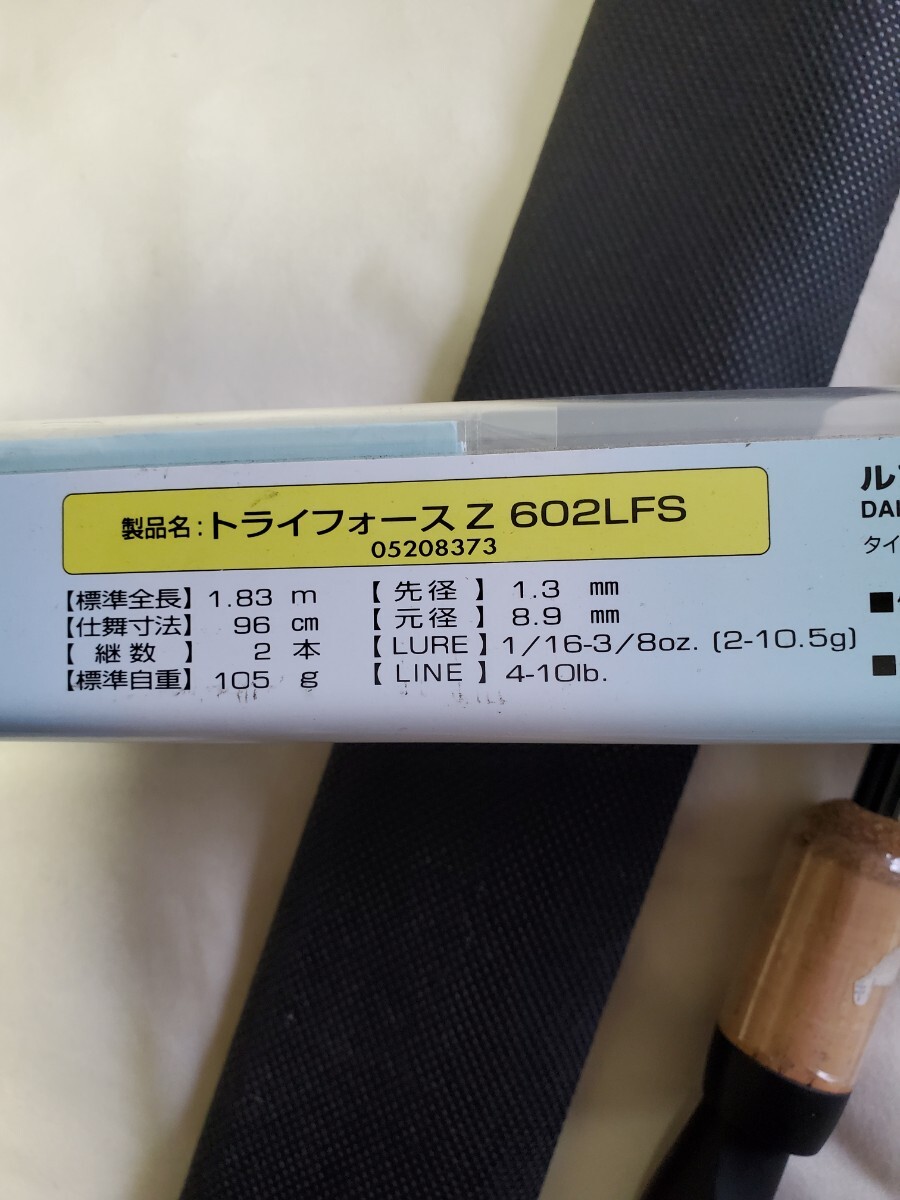 製品名:トライフォースZ 602LFS
05208373
【標準全長】1.83 m
【仕舞寸法】 96 cm
【 継数 】 2 本
【標準自重】105 g
【 先径 】 1.3 mm
【 元径 】 8.9 mm
【 LURE 】1/16-3/8oz. (2-10.5g)
【 LINE 】4-10lb.
ル
DAI
タイ
■
■